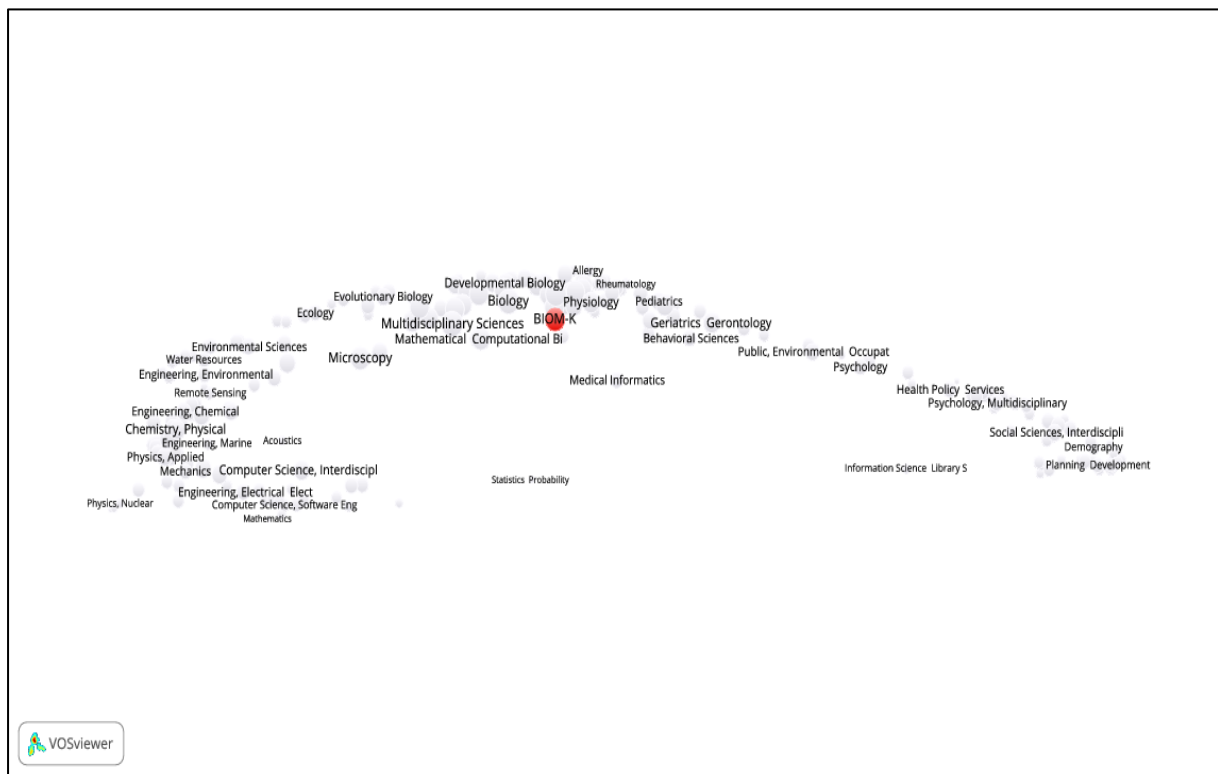 Allergy
Developmental Biology
Rheumatology
Evolutionary Biology
Biology
Physiology
Pediatrics
Ecology
Multidisciplinary Sciences
BIOM-K
Geriatrics Gerontology
Mathematical Computational Bi
Behavioral Sciences
Environmental Sciences
Public, Environmental Occupat
Water Resources
Microscopy
Psychology
Engineering, Environmental
Medical Informatics
Remote Sensing
Health Policy Services
Psychology, Multidisciplinary
Engineering, Chemical
Chemistry, Physical
Social Sciences, Interdiscipli
Engineering, Marine
Acoustics
Demography
Physics, Applied
Mechanics
Computer Science, Interdiscipl
Information Science Library S
Planning Development
Statistics Probability
Engineering, Electrical Elect
Physics, Nuclear
Computer Science, Software Eng
Mathematics
VOSviewer